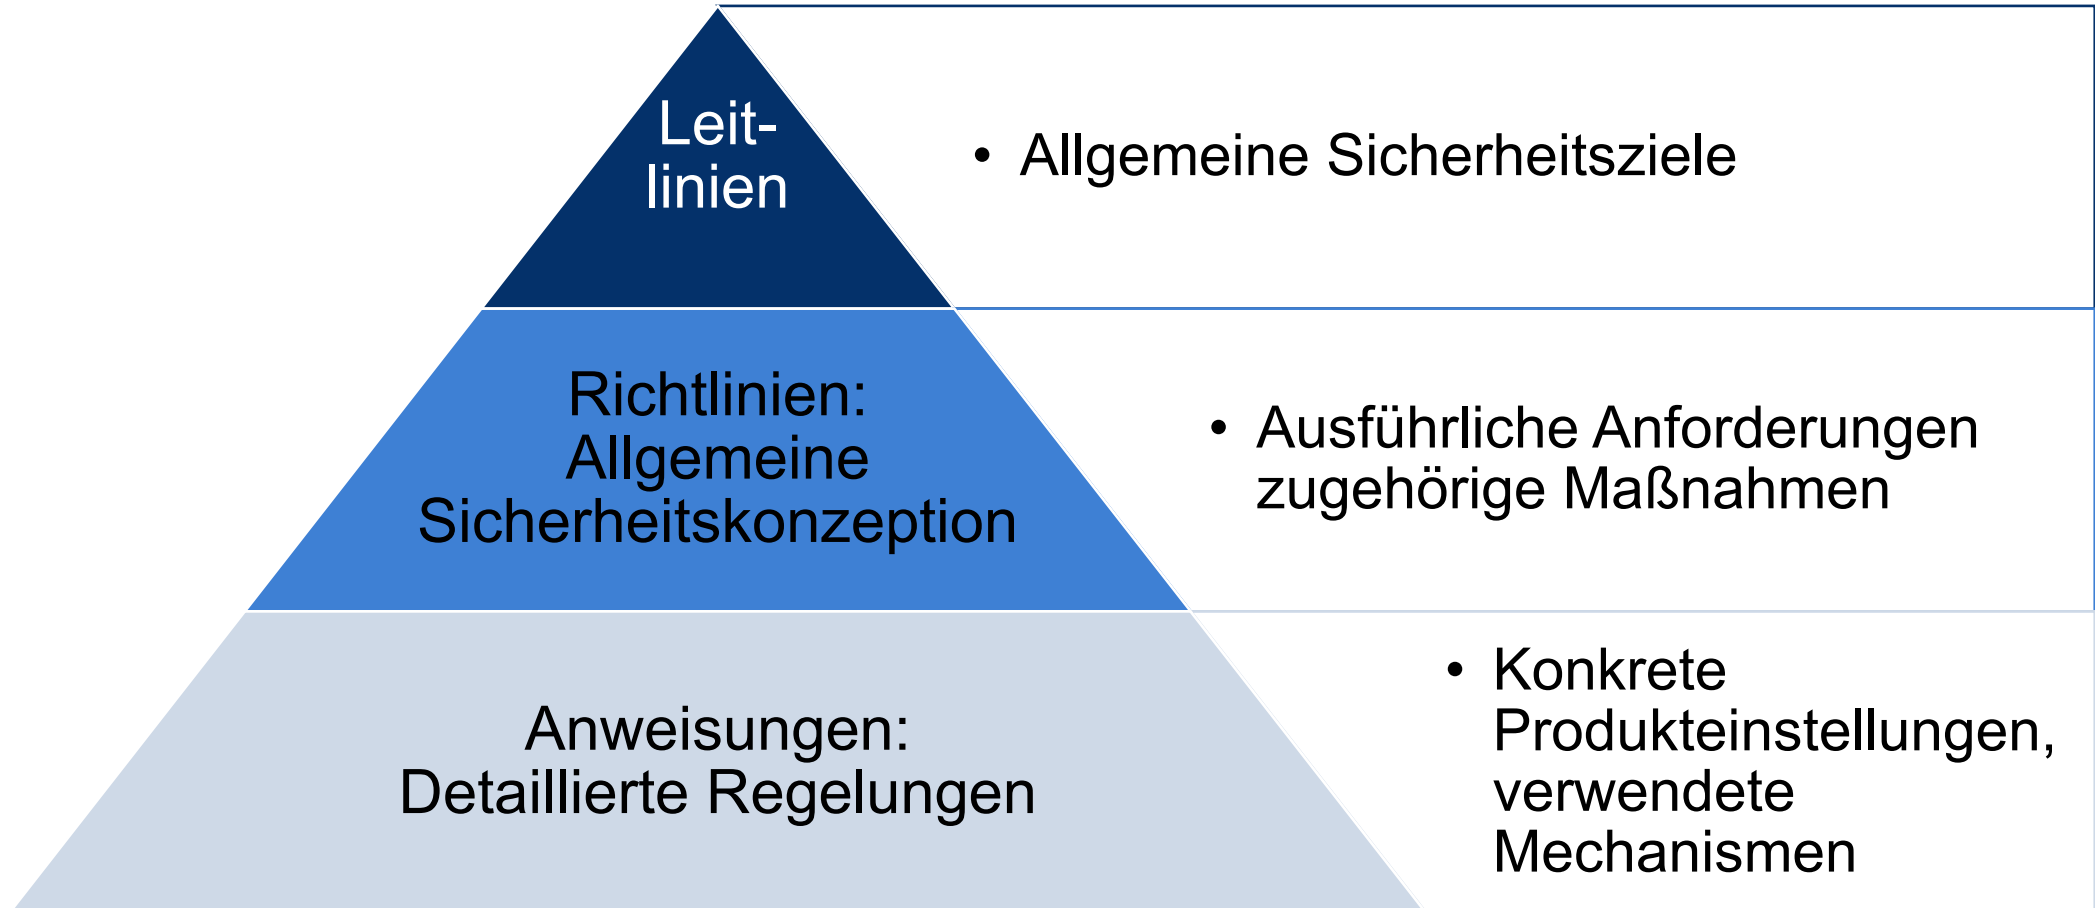 Leit-
linien
• Allgemeine Sicherheitsziele
Richtlinien:
Allgemeine
Sicherheitskonzeption
• Ausführliche Anforderungen
zugehörige Maßnahmen
Anweisungen:
Detaillierte Regelungen
• Konkrete
Produkteinstellungen,
verwendete
Mechanismen